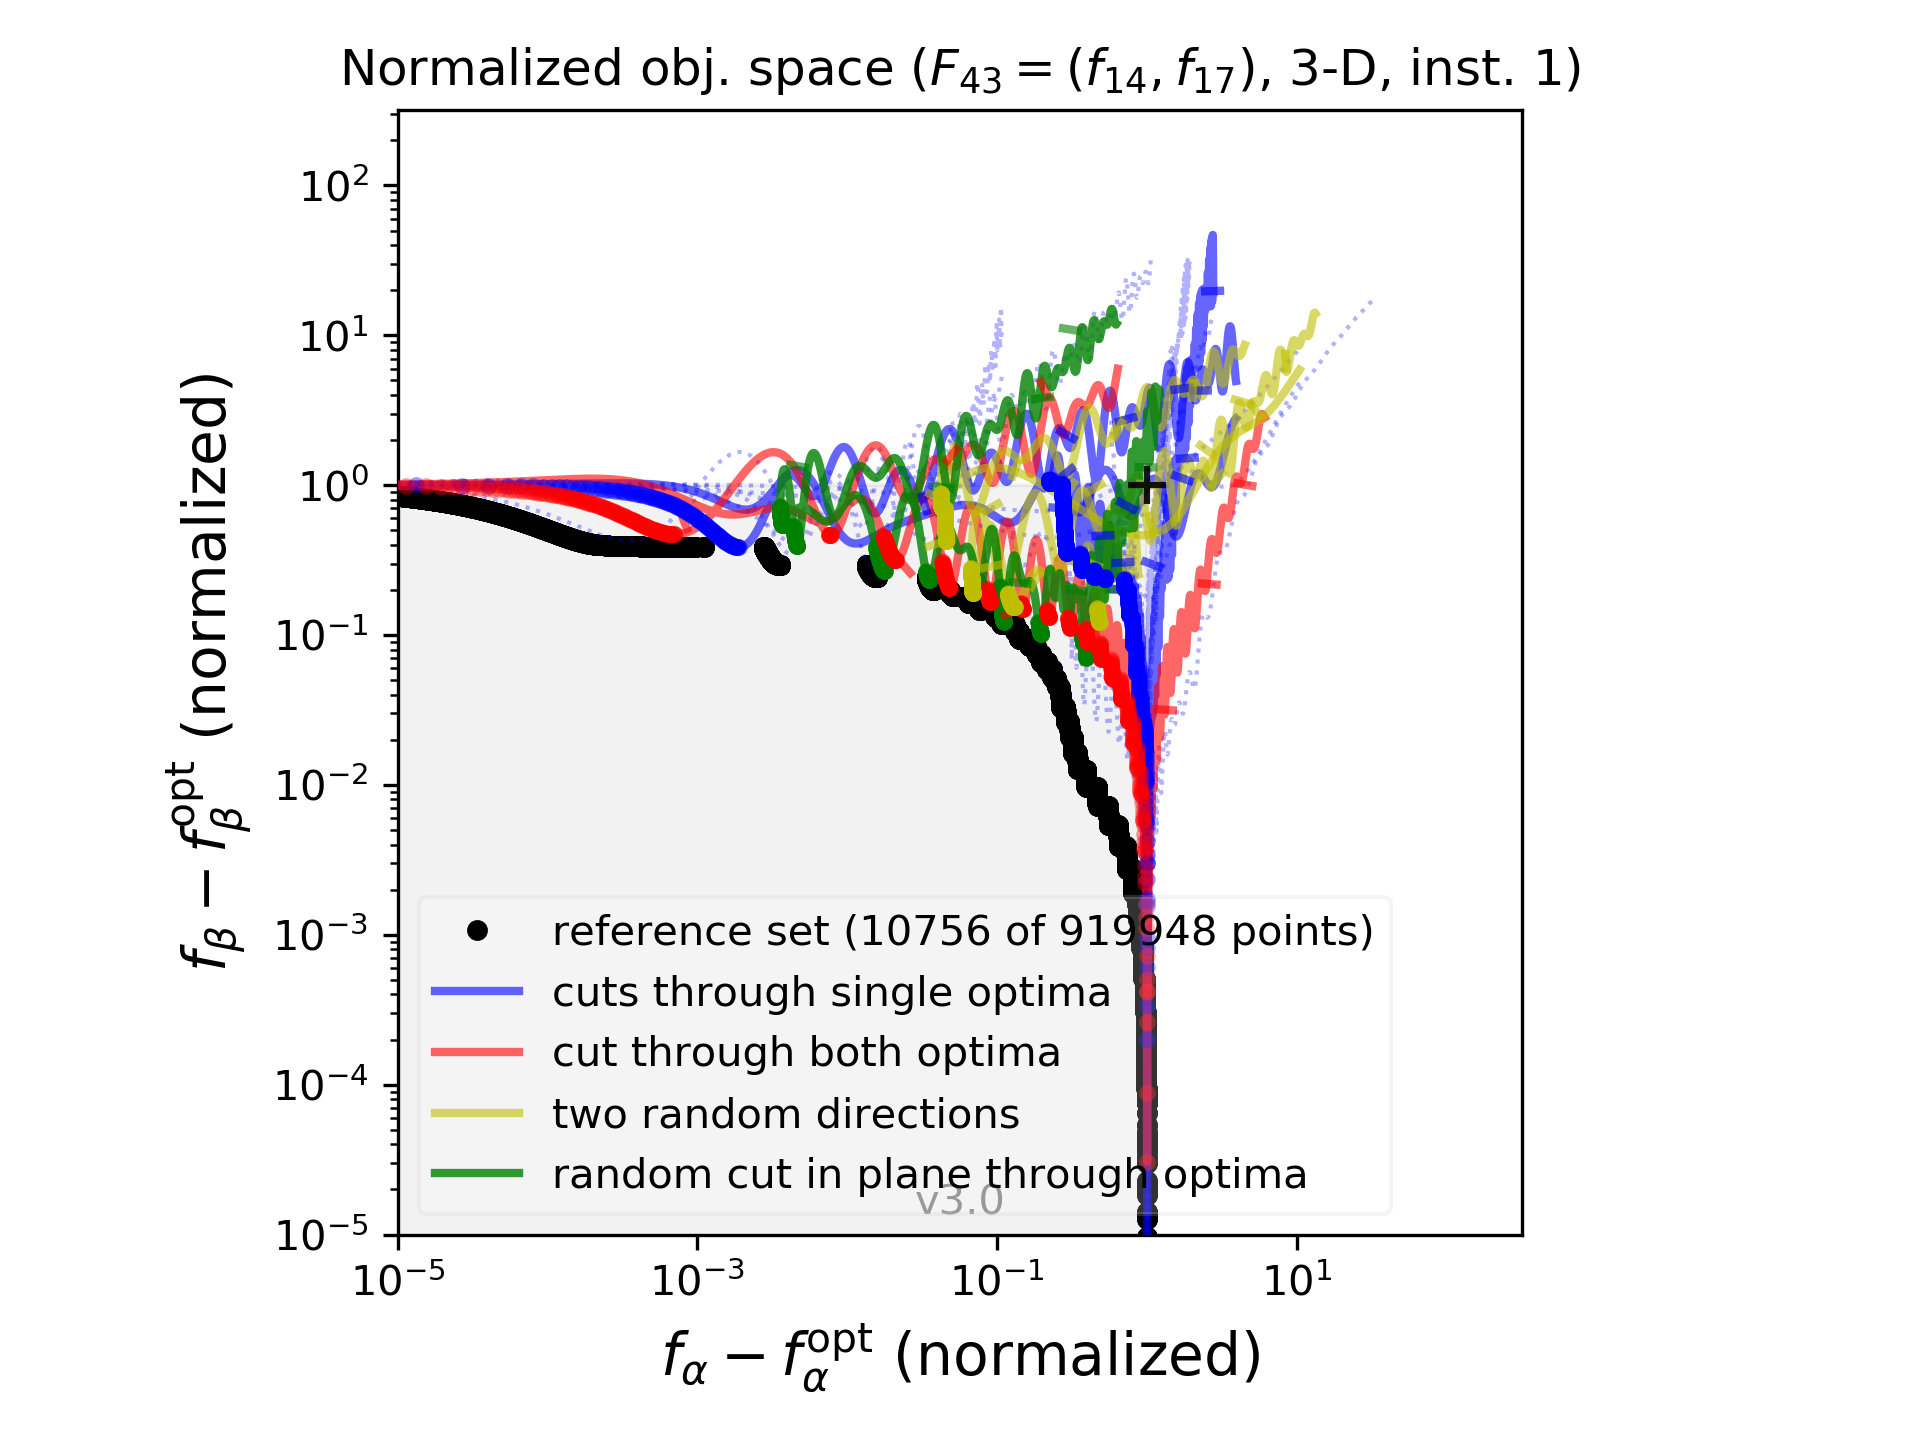 Normalized obj. space (F₄₃ = (f₁₄, f₁₇), 3-D, inst. 1)
f_β − f_β^opt (normalized)
10²
10¹
10⁰
10⁻¹
10⁻²
10⁻³
10⁻⁴
10⁻⁵
reference set (10756 of 919948 points)
cuts through single optima
cut through both optima
two random directions
random cut in plane through optima
v3.0
10⁻⁵ 10⁻³ 10⁻¹ 10¹
f_α − f_α^opt (normalized)